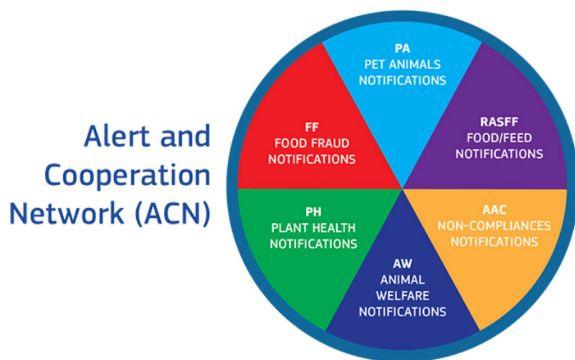 Alert and
Cooperation
Network (ACN)
PA
PET ANIMALS
NOTIFICATIONS
RASFF
FOOD/FEED
NOTIFICATIONS
AAC
NON-COMPLIANCES
NOTIFICATIONS
AW
ANIMAL
WELFARE
NOTIFICATIONS
PH
PLANT HEALTH
NOTIFICATIONS
FF
FOOD FRAUD
NOTIFICATIONS